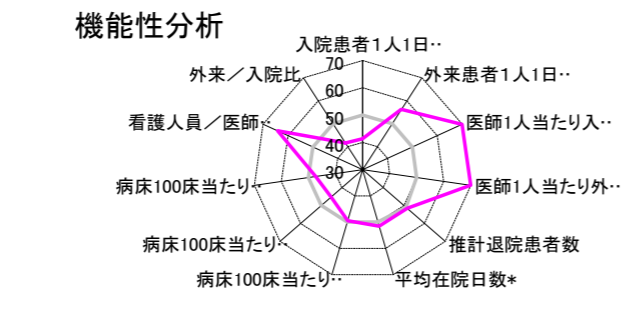 機能性分析
入院患者１人1日‥
外来患者１人1日‥
医師1人当たり入‥
医師1人当たり外‥
推計退院患者数
平均在院日数*
病床100床当たり‥
病床100床当たり‥
病床100床当たり‥
看護人員／医師‥
外来／入院比
70
60
50
40
30